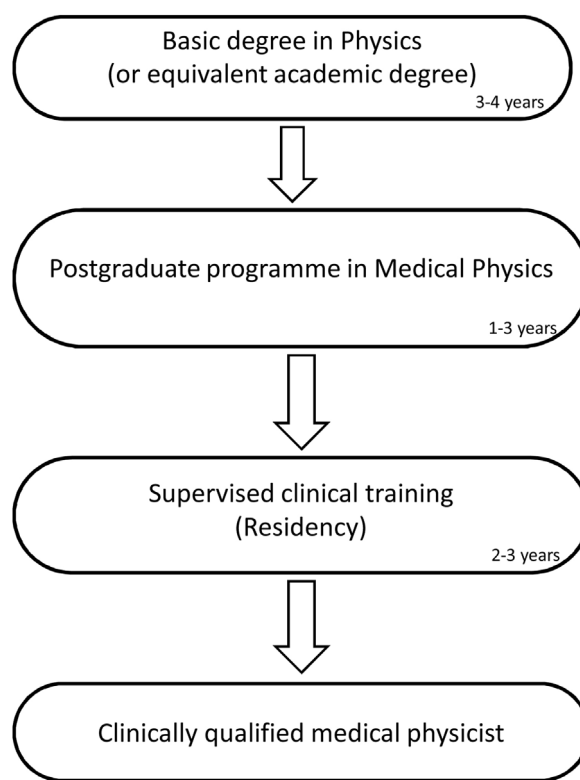 Basic degree in Physics
(or equivalent academic degree)
3-4 years
Postgraduate programme in Medical Physics
1-3 years
Supervised clinical training
(Residency)
2-3 years
Clinically qualified medical physicist